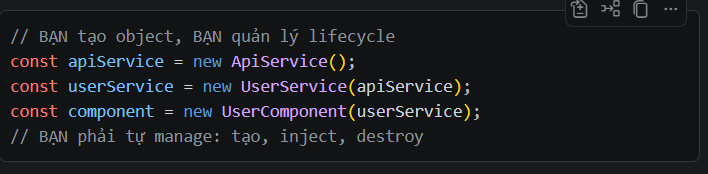 // BẠN tạo object, BẠN quản lý lifecycle
const apiService = new ApiService();
const userService = new UserService(apiService);
const component = new UserComponent(userService);
// BẠN phải tự manage: tạo, inject, destroy